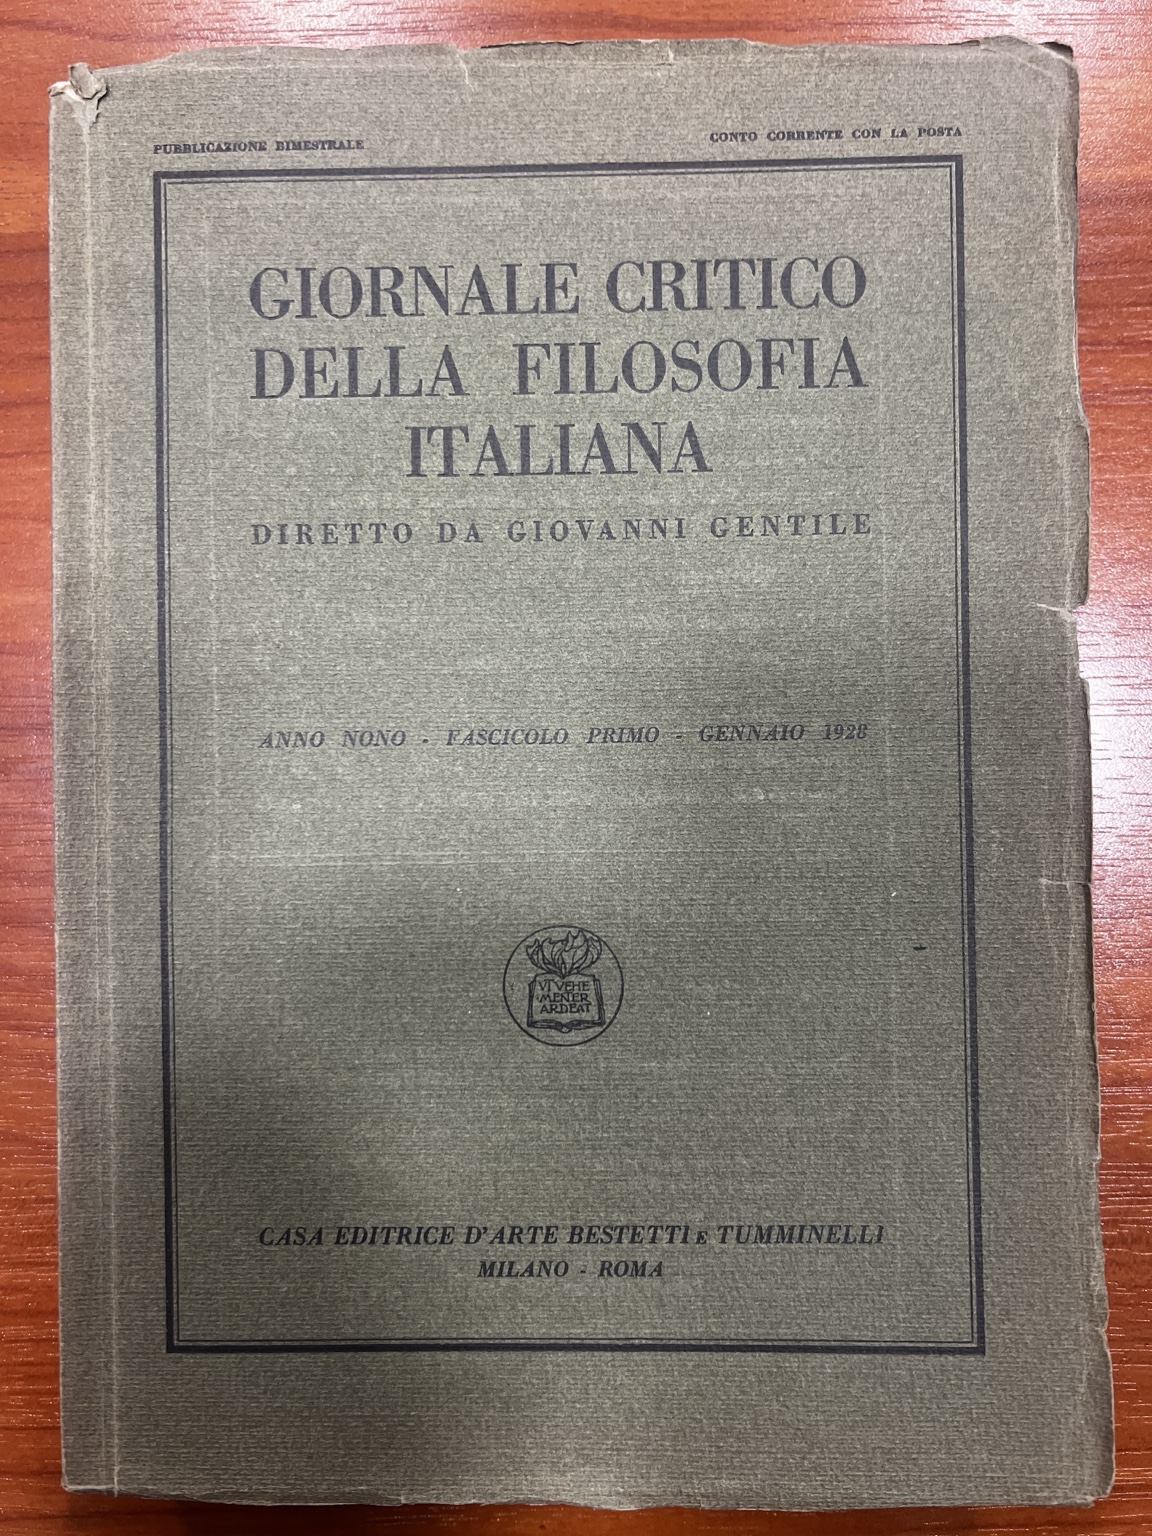 PUBBLICAZIONE BIMESTRALE
CONTO CORRENTE CON LA POSTA
GIORNALE CRITICO
DELLA FILOSOFIA
ITALIANA
DIRETTO DA GIOVANNI GENTILE
ANNO NONO - FASCICOLO PRIMO - GENNAIO 1928
VI VEHE
MENTER
ARDEAT
CASA EDITRICE D'ARTE BESTETTI E TUMMINELLI
MILANO - ROMA